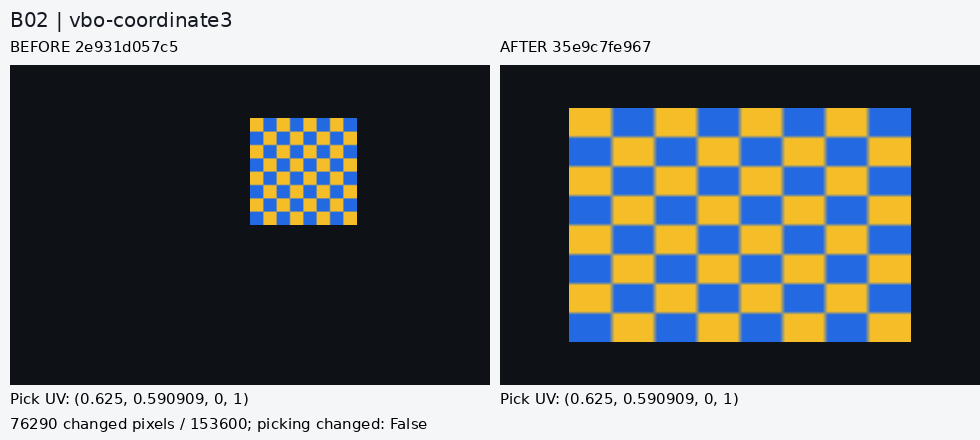 B02 | vbo-coordinate3
BEFORE 2e931d057c5
AFTER 35e9c7fe967
Pick UV: (0.625, 0.590909, 0, 1)
Pick UV: (0.625, 0.590909, 0, 1)
76290 changed pixels / 153600; picking changed: False